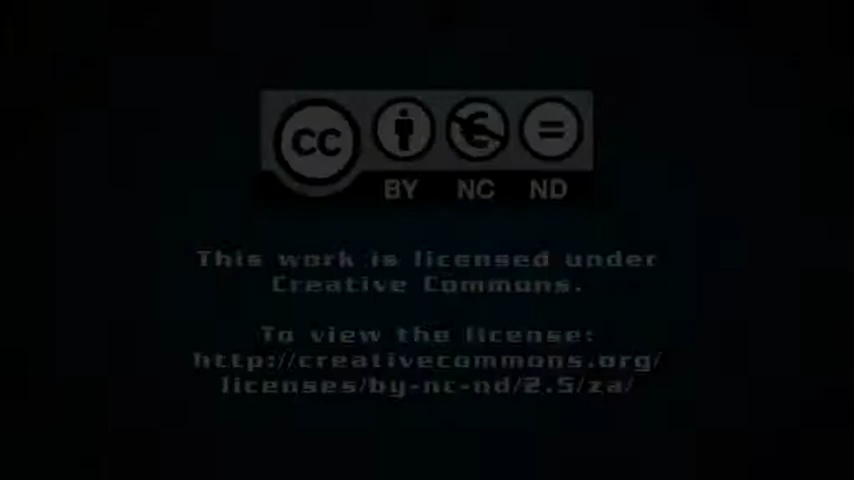 CC
BY NC ND
This work is licensed under
Creative Commons.
To view the license:
http://creativecommons.org/
licenses/by-nc-nd/2.5/za/